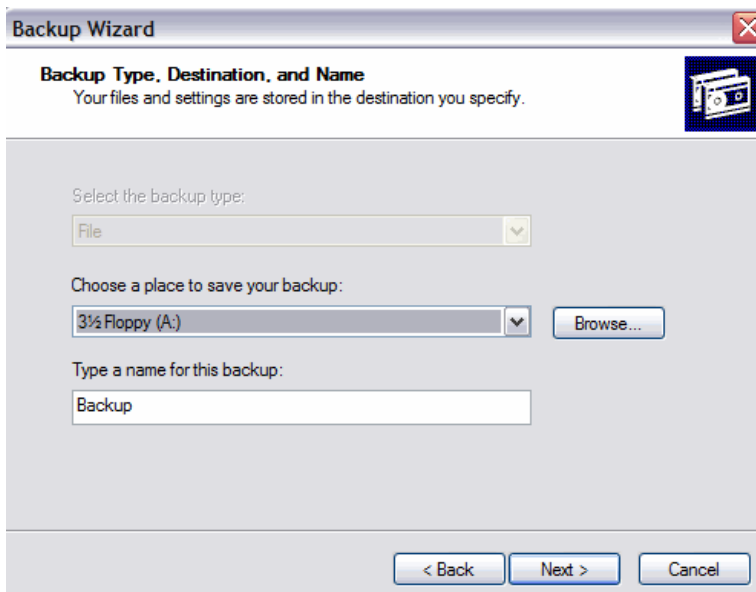 Backup Wizard
Backup Type, Destination, and Name
Your files and settings are stored in the destination you specify.
Select the backup type:
File
Choose a place to save your backup:
3½ Floppy (A:)
Browse...
Type a name for this backup:
Backup
< Back
Next >
Cancel